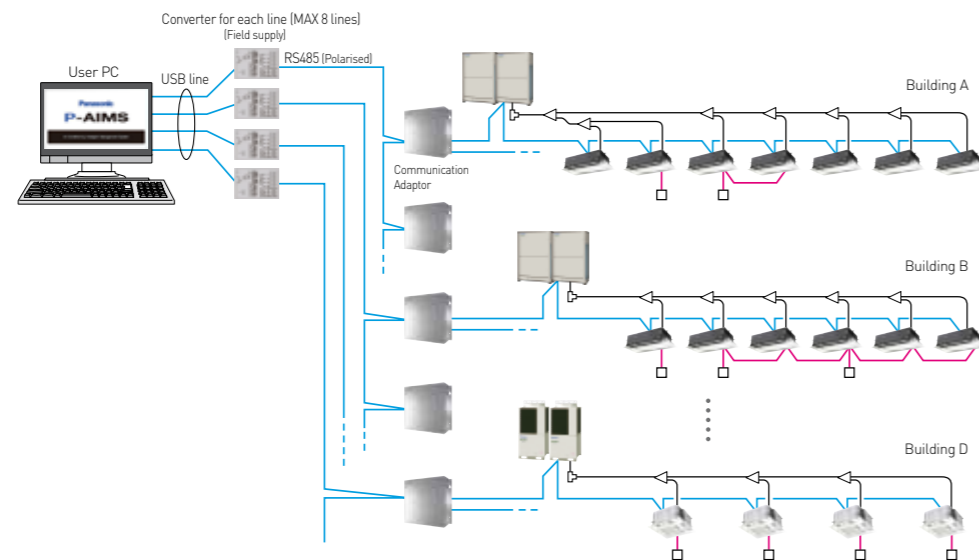 Converter for each line (MAX 8 lines)
(Field supply)
RS485 (Polarised)
User PC
USB line
Panasonic
P-AIMS
Communication
Adaptor
Building A
Building B
Building D